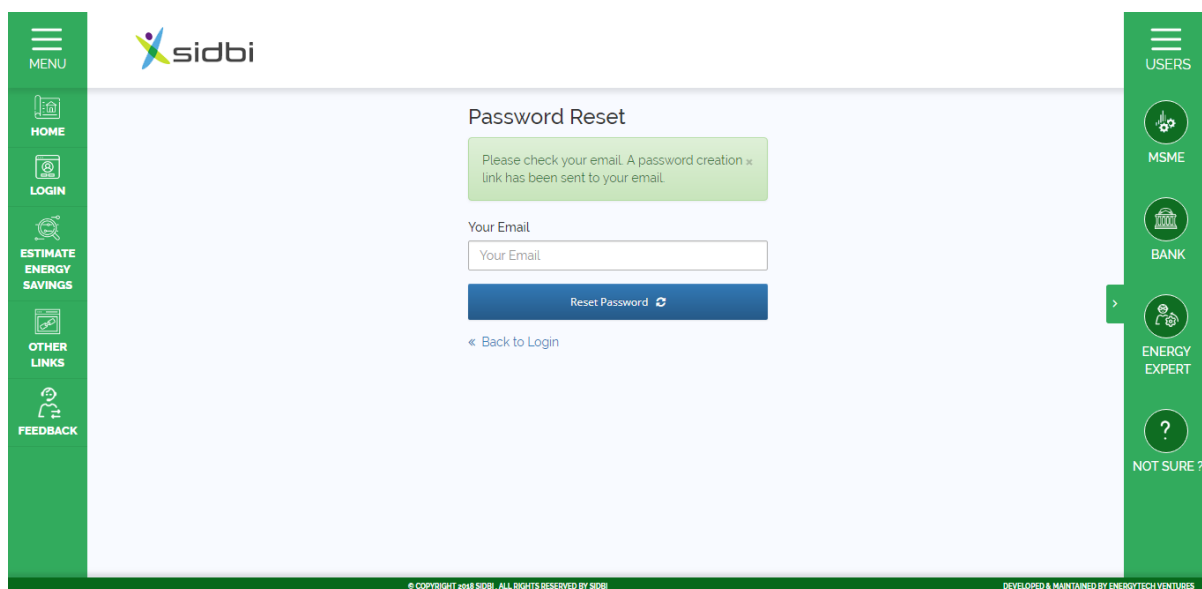 MENU
HOME
LOGIN
ESTIMATE
ENERGY
SAVINGS
OTHER
LINKS
FEEDBACK
sidbi
Password Reset
Please check your email. A password creation ×
link has been sent to your email.
Your Email
Your Email
Reset Password
« Back to Login
USERS
MSME
BANK
>
ENERGY
EXPERT
?
NOT SURE ?
© COPYRIGHT 2018 SIDBI . ALL RIGHTS RESERVED BY SIDBI
DEVELOPED & MAINTAINED BY ENERGYTECH VENTURES